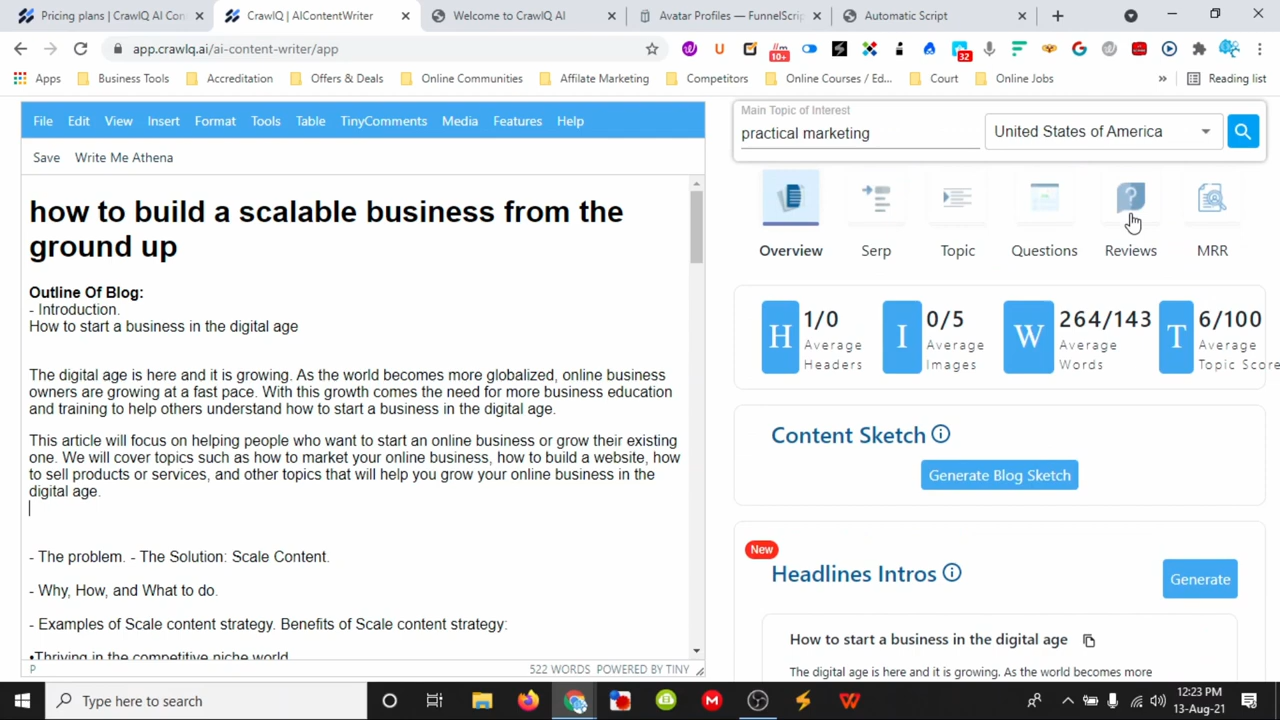 Pricing plans | CrawlQ AI Con
CrawlQ | AIContentWriter
Welcome to CrawlQ AI
Avatar Profiles — FunnelScrip
Automatic Script
app.crawlq.ai/ai-content-writer/app
10+
32
Apps
Business Tools
Accreditation
Offers & Deals
Online Communities
Affilate Marketing
Competitors
Online Courses / Ed...
Court
Online Jobs
»
Reading list
File Edit View Insert Format Tools Table TinyComments Media Features Help
Save Write Me Athena
how to build a scalable business from the
ground up
Outline Of Blog:
- Introduction.
How to start a business in the digital age
The digital age is here and it is growing. As the world becomes more globalized, online business
owners are growing at a fast pace. With this growth comes the need for more business education
and training to help others understand how to start a business in the digital age.
This article will focus on helping people who want to start an online business or grow their existing
one. We will cover topics such as how to market your online business, how to build a website, how
to sell products or services, and other topics that will help you grow your online business in the
digital age.
- The problem. - The Solution: Scale Content.
- Why, How, and What to do.
- Examples of Scale content strategy. Benefits of Scale content strategy:
•Thriving in the competitive niche world
P
522 WORDS POWERED BY TINY
Main Topic of Interest
practical marketing
United States of America
Overview
Serp
Topic
Questions
Reviews
MRR
H 1/0
Average
Headers
I 0/5
Average
Images
W 264/143
Average
Words
T 6/100
Average
Topic Score
Content Sketch
Generate Blog Sketch
New
Headlines Intros
Generate
How to start a business in the digital age
The digital age is here and it is growing. As the world becomes more
Type here to search
12:23 PM
13-Aug-21